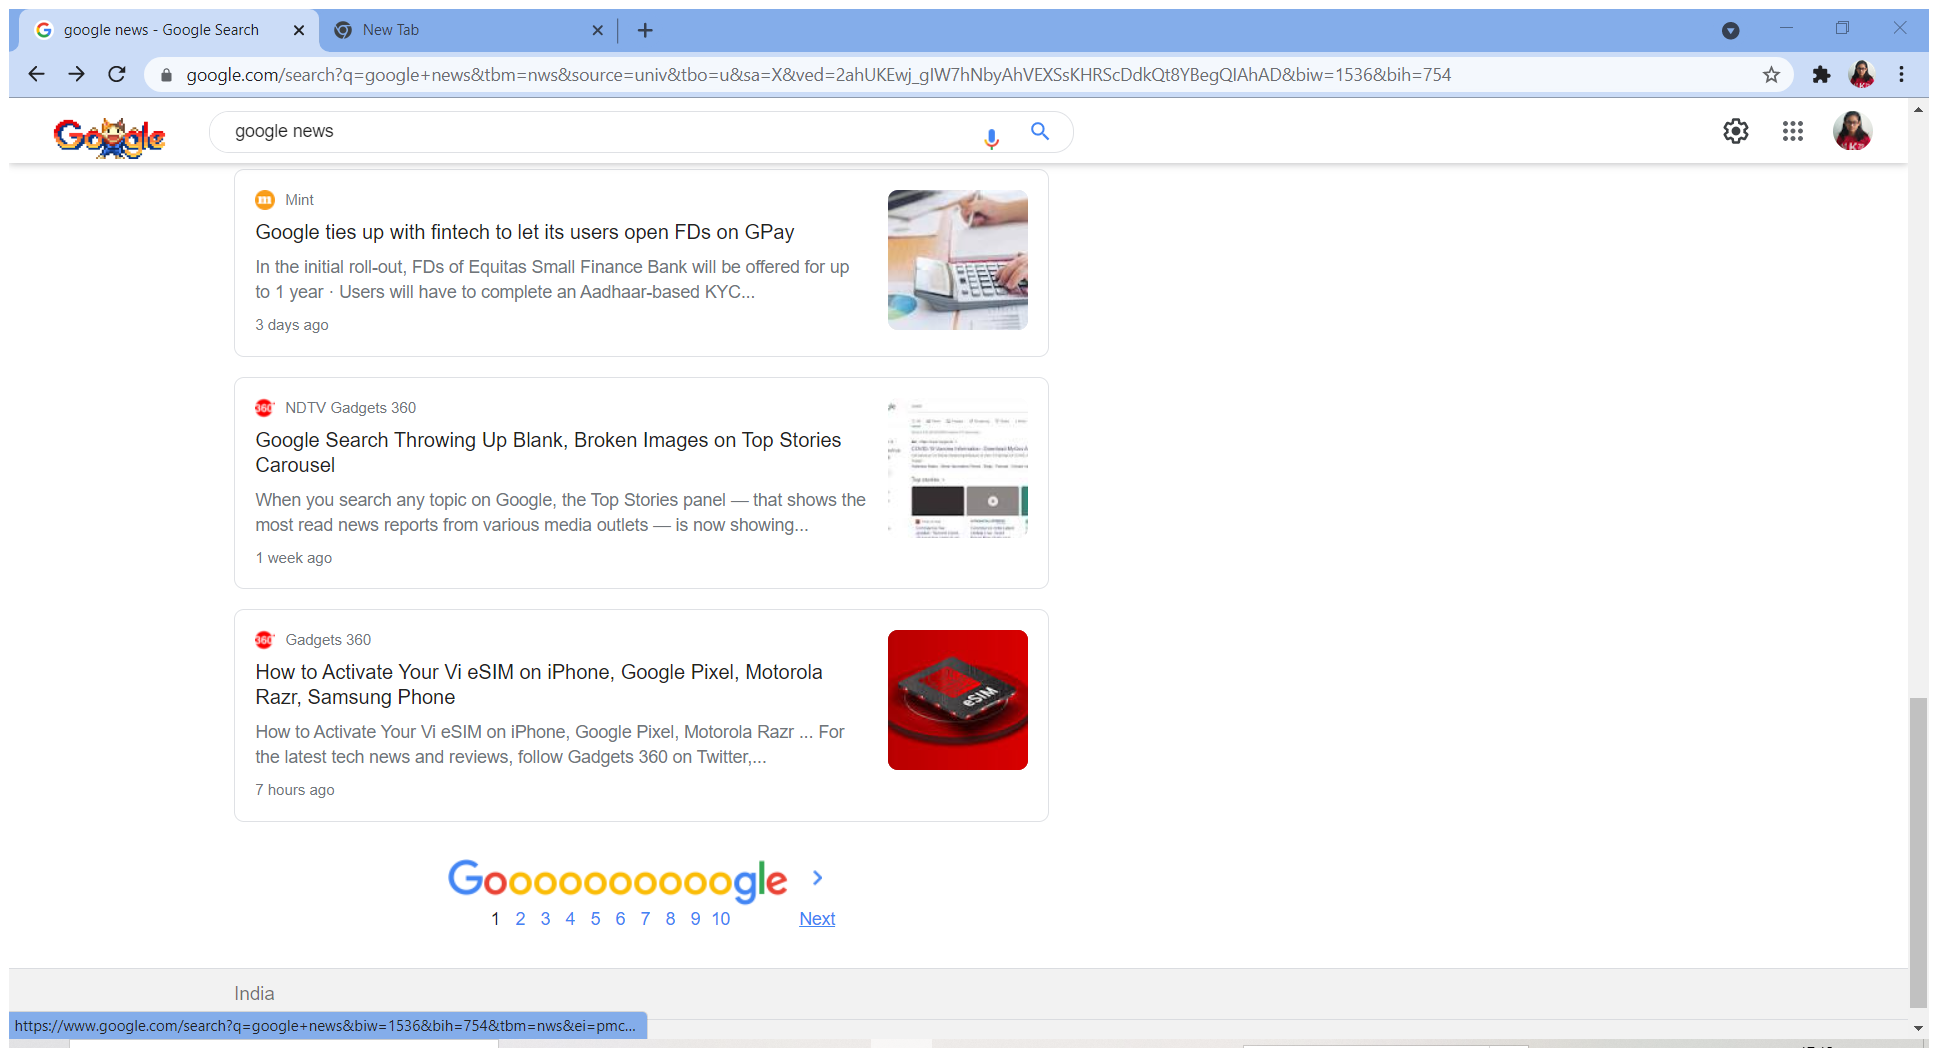 google news - Google Search
New Tab
google.com/search?q=google+news&tbm=nws&source=univ&tbo=u&sa=X&ved=2ahUKEwj_gIW7hNbyAhVEXSsKHRScDdkQt8YBegQIAhAD&biw=1536&bih=754
Google
google news
Mint
Google ties up with fintech to let its users open FDs on GPay
In the initial roll-out, FDs of Equitas Small Finance Bank will be offered for up
to 1 year · Users will have to complete an Aadhaar-based KYC...
3 days ago
360
NDTV Gadgets 360
Google Search Throwing Up Blank, Broken Images on Top Stories
Carousel
When you search any topic on Google, the Top Stories panel — that shows the
most read news reports from various media outlets — is now showing...
1 week ago
Top stories
360
Gadgets 360
How to Activate Your Vi eSIM on iPhone, Google Pixel, Motorola
Razr, Samsung Phone
How to Activate Your Vi eSIM on iPhone, Google Pixel, Motorola Razr ... For
the latest tech news and reviews, follow Gadgets 360 on Twitter,...
7 hours ago
eSIM
Goooooooooogle >
1 2 3 4 5 6 7 8 9 10 Next
India
https://www.google.com/search?q=google+news&biw=1536&bih=754&tbm=nws&ei=pmc...